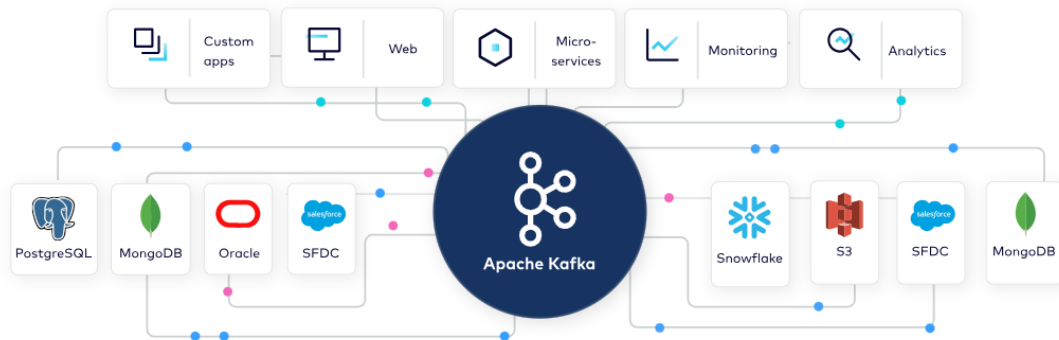 Custom
apps
Web
Micro-
services
Monitoring
Analytics
PostgreSQL
MongoDB
Oracle
salesforce
SFDC
Apache Kafka
Snowflake
S3
salesforce
SFDC
MongoDB